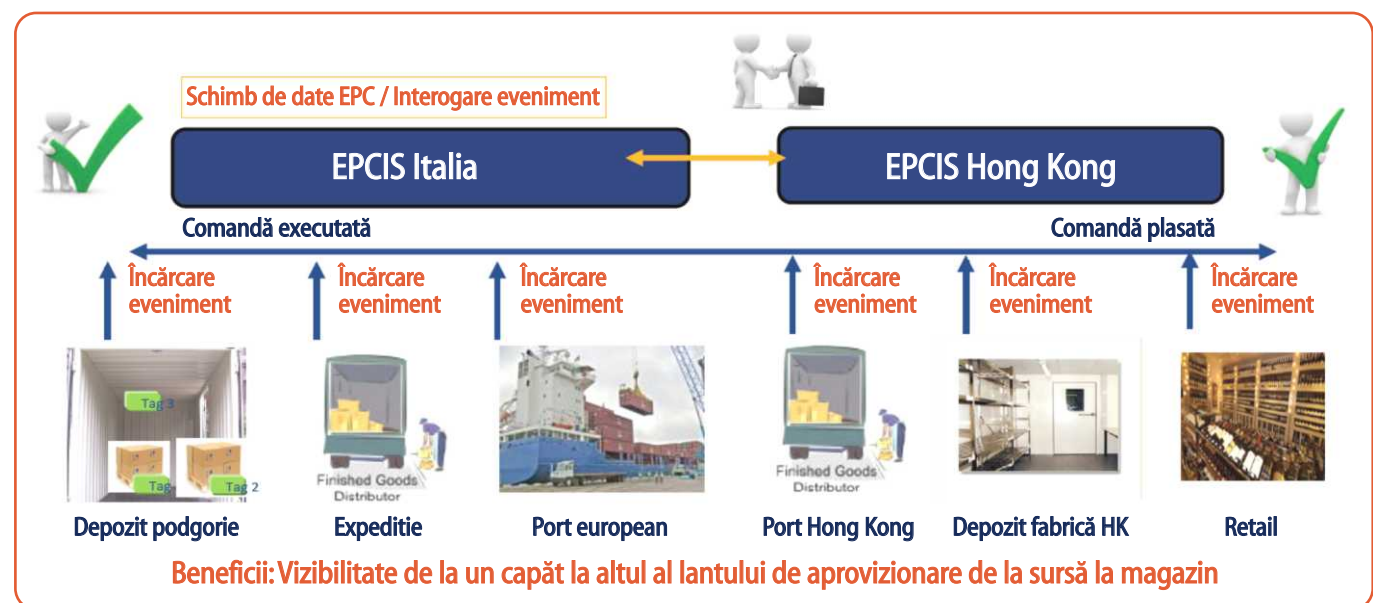 Schimb de date EPC / Interogare eveniment
EPCIS Italia
EPCIS Hong Kong
Comandă executată
Comandă plasată
Încărcare
eveniment
Încărcare
eveniment
Încărcare
eveniment
Încărcare
eveniment
Încărcare
eveniment
Încărcare
eveniment
Tag 3
Tag
Tag 2
Finished Goods
Distributor
Finished Goods
Distributor
Depozit podgorie
Expeditie
Port european
Port Hong Kong
Depozit fabrică HK
Retail
Beneficii: Vizibilitate de la un capăt la altul al lantului de aprovizionare de la sursă la magazin